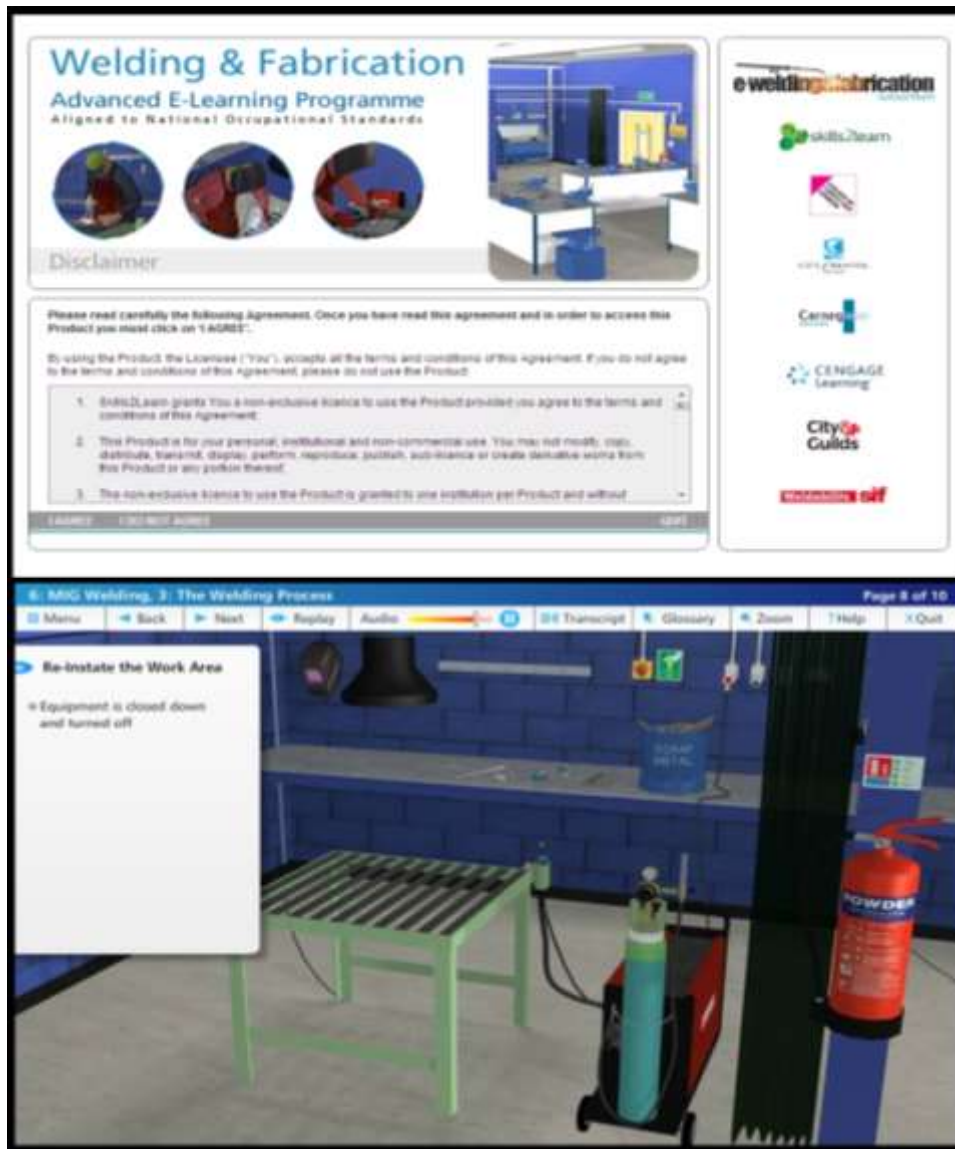 Welding & Fabrication
Advanced E-Learning Programme
Aligned to National Occupational Standards
Disclaimer
Please read carefully the following Agreement. Once you have read this agreement and in order to access this
Product you must click on "I AGREE".
By using the Product, the Licensee ("You"), accepts all the terms and conditions of this Agreement. If you do not agree
to the terms and conditions of this Agreement, please do not use the Product.
1. Skills2Learn grants You a non-exclusive licence to use the Product provided you agree to the terms and
conditions of this Agreement;
2. This Product is for your personal, institutional and non-commercial use. You may not modify, copy,
distribute, transmit, display, perform, reproduce, publish, sub-licence or create derivative works from
this Product or any portion thereof.
3. The non-exclusive licence to use the Product is granted to one institution per Product and without
I AGREE I DO NOT AGREE QUIT
e-welding fabrication
skills2learn
CENGAGE
Learning
City &
Guilds
Weldability sif
6: MIG Welding, 3: The Welding Process Page 8 of 10
Menu Back Next Replay Audio Transcript Glossary Zoom ? Help X Quit
Re-Instate the Work Area
Equipment is closed down
and turned off
SCRAP
METAL
POWDER